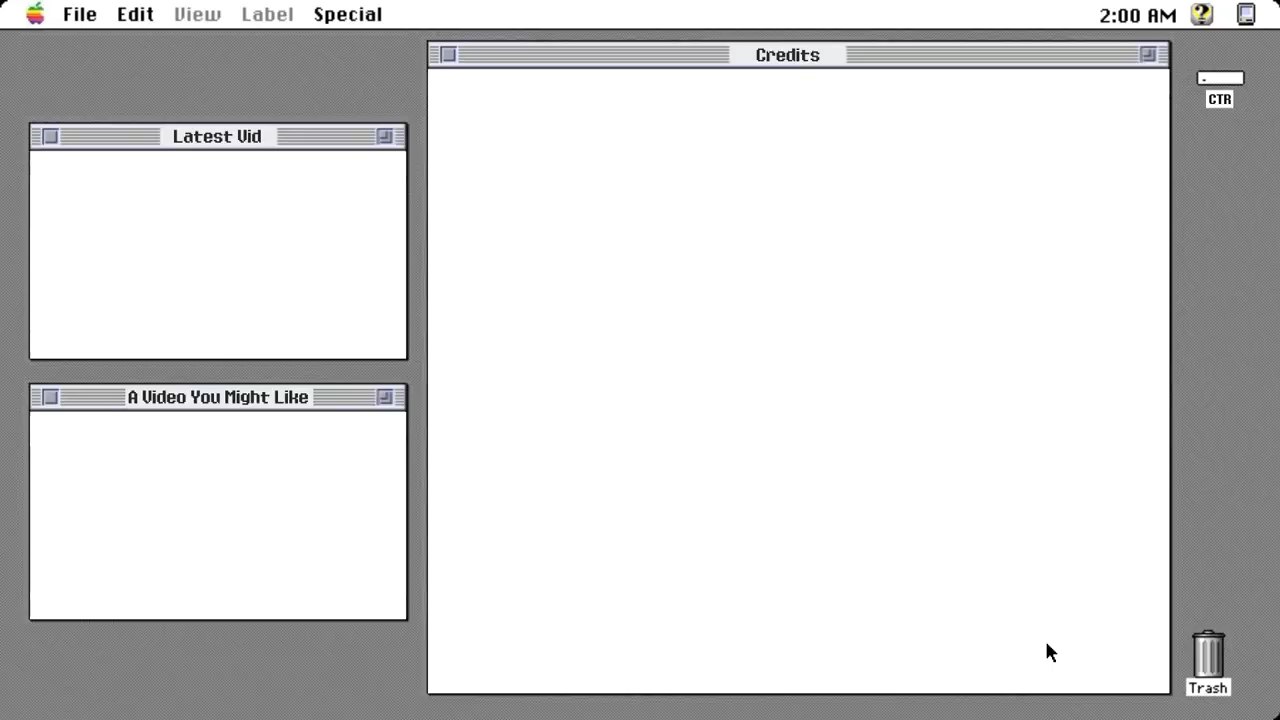 File Edit View Label Special 2:00 AM
Credits
CTR
Latest Vid
A Video You Might Like
Trash